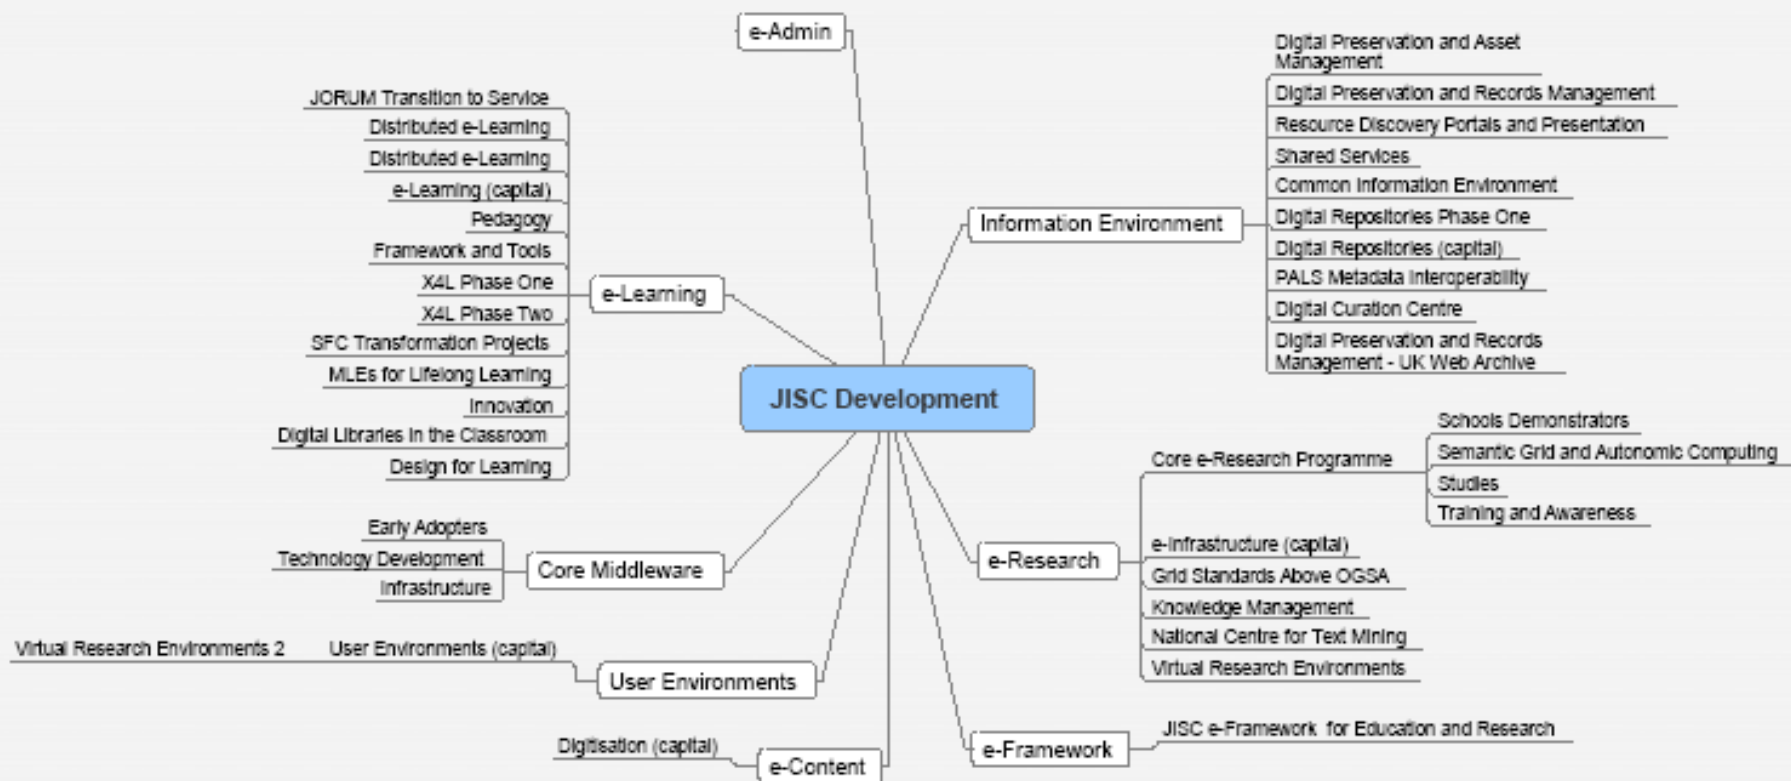 e-Admin
JORUM Transition to Service
Distributed e-Learning
Distributed e-Learning
e-Learning (capital)
Pedagogy
Framework and Tools
X4L Phase One
X4L Phase Two
SFC Transformation Projects
MLEs for Lifelong Learning
Innovation
Digital Libraries in the Classroom
Design for Learning
e-Learning
Early Adopters
Technology Development
Infrastructure
Core Middleware
Virtual Research Environments 2
User Environments (capital)
User Environments
Digitisation (capital)
e-Content
JISC Development
Information Environment
Digital Preservation and Asset
Management
Digital Preservation and Records Management
Resource Discovery Portals and Presentation
Shared Services
Common Information Environment
Digital Repositories Phase One
Digital Repositories (capital)
PALS Metadata Interoperability
Digital Curation Centre
Digital Preservation and Records
Management - UK Web Archive
e-Research
Core e-Research Programme
Schools Demonstrators
Semantic Grid and Autonomic Computing
Studies
Training and Awareness
e-Infrastructure (capital)
Grid Standards Above OGSA
Knowledge Management
National Centre for Text Mining
Virtual Research Environments
e-Framework
JISC e-Framework for Education and Research